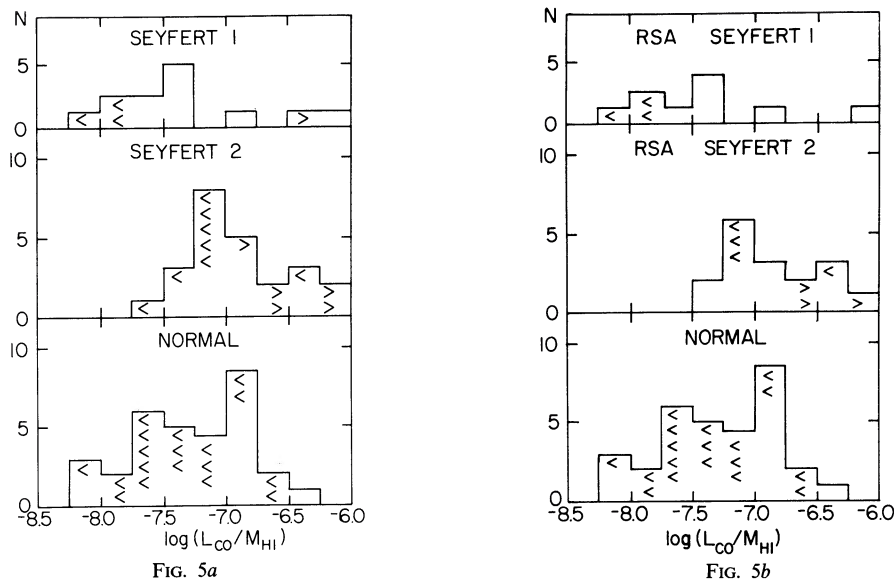 N
SEYFERT 1
5
0
SEYFERT 2
10
5
0
NORMAL
10
5
0
-8.5 -8.0 -7.5 -7.0 -6.5 -6.0
log (L_CO/M_HI)
FIG. 5a
N
RSA SEYFERT 1
5
0
RSA SEYFERT 2
10
5
0
NORMAL
10
5
0
-8.5 -8.0 -7.5 -7.0 -6.5 -6.0
log (L_CO/M_HI)
FIG. 5b